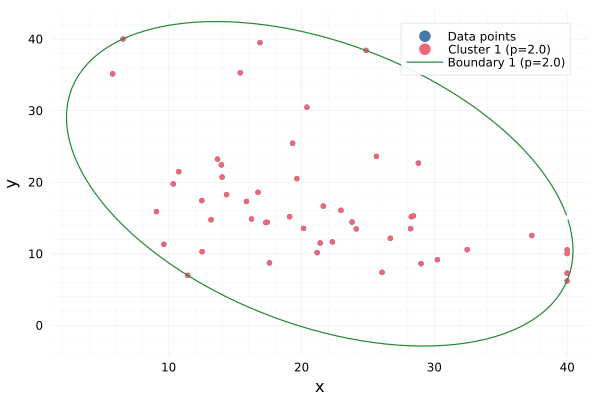 40
30
20
10
0
y
Data points
Cluster 1 (p=2.0)
Boundary 1 (p=2.0)
10 20 30 40
x